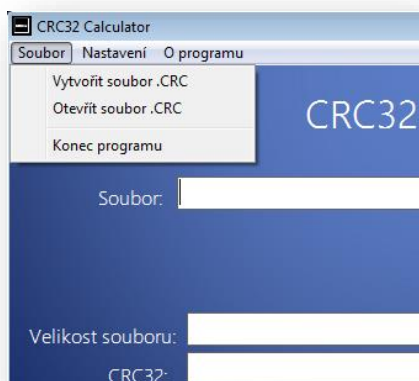 CRC32 Calculator
Soubor Nastavení O programu
Vytvořit soubor .CRC
Otevřít soubor .CRC
Konec programu
CRC32
Soubor:
Velikost souboru:
CRC32: